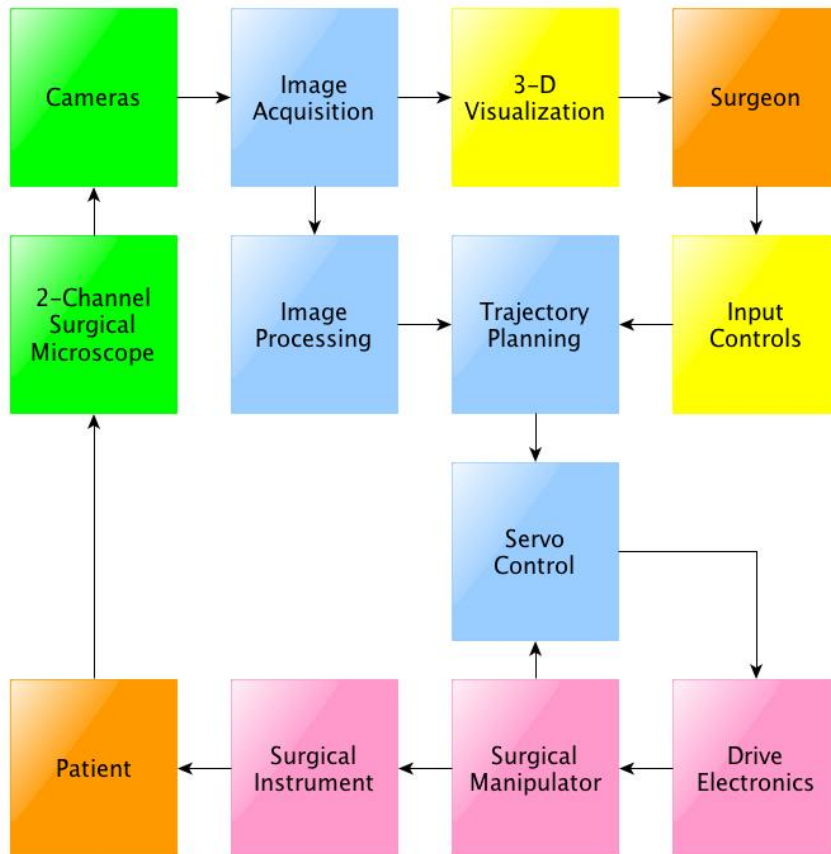 Cameras
Image
Acquisition
3-D
Visualization
Surgeon
2-Channel
Surgical
Microscope
Image
Processing
Trajectory
Planning
Input
Controls
Servo
Control
Patient
Surgical
Instrument
Surgical
Manipulator
Drive
Electronics